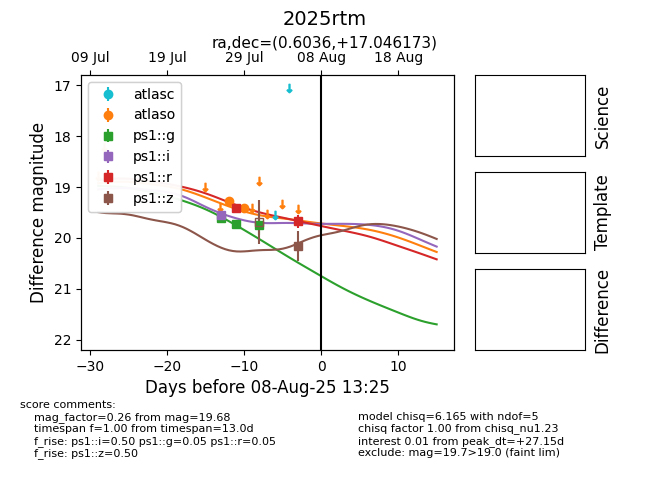 2025rtm
ra,dec=(0.6036,+17.046173)
09 Jul 19 Jul 29 Jul 08 Aug 18 Aug
17
18
19
20
21
22
Difference magnitude
atlasc
atlaso
ps1::g
ps1::i
ps1::r
ps1::z
−30 −20 −10 0 10
Days before 08-Aug-25 13:25
Science
Template
Difference
score comments:
mag_factor=0.26 from mag=19.68
timespan f=1.00 from timespan=13.0d
f_rise: ps1::i=0.50 ps1::g=0.05 ps1::r=0.05
f_rise: ps1::z=0.50
model chisq=6.165 with ndof=5
chisq factor 1.00 from chisq_nu1.23
interest 0.01 from peak_dt=+27.15d
exclude: mag=19.7>19.0 (faint lim)